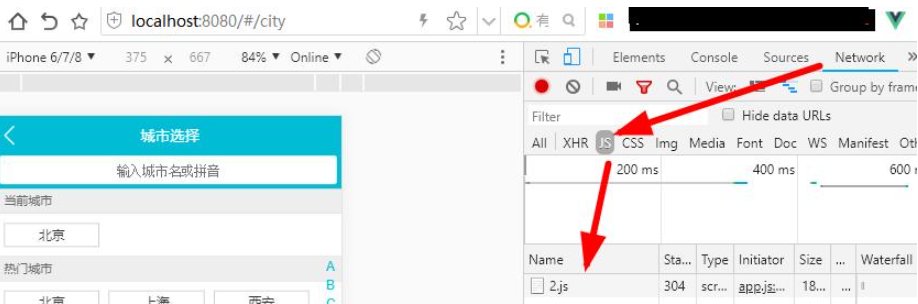 localhost:8080/#/city
有
iPhone 6/7/8 ▼ 375 × 667 84% ▼ Online ▼
Elements Console Sources Network »
View: Group by frame
Filter Hide data URLs
All XHR JS CSS Img Media Font Doc WS Manifest Oth
200 ms 400 ms 600
城市选择
输入城市名或拼音
当前城市
北京
热门城市
北京 上海 西安
A
B
C
Name Sta... Type Initiator Size ... Waterfall
2.js 304 scr... app.js:... 18... ...